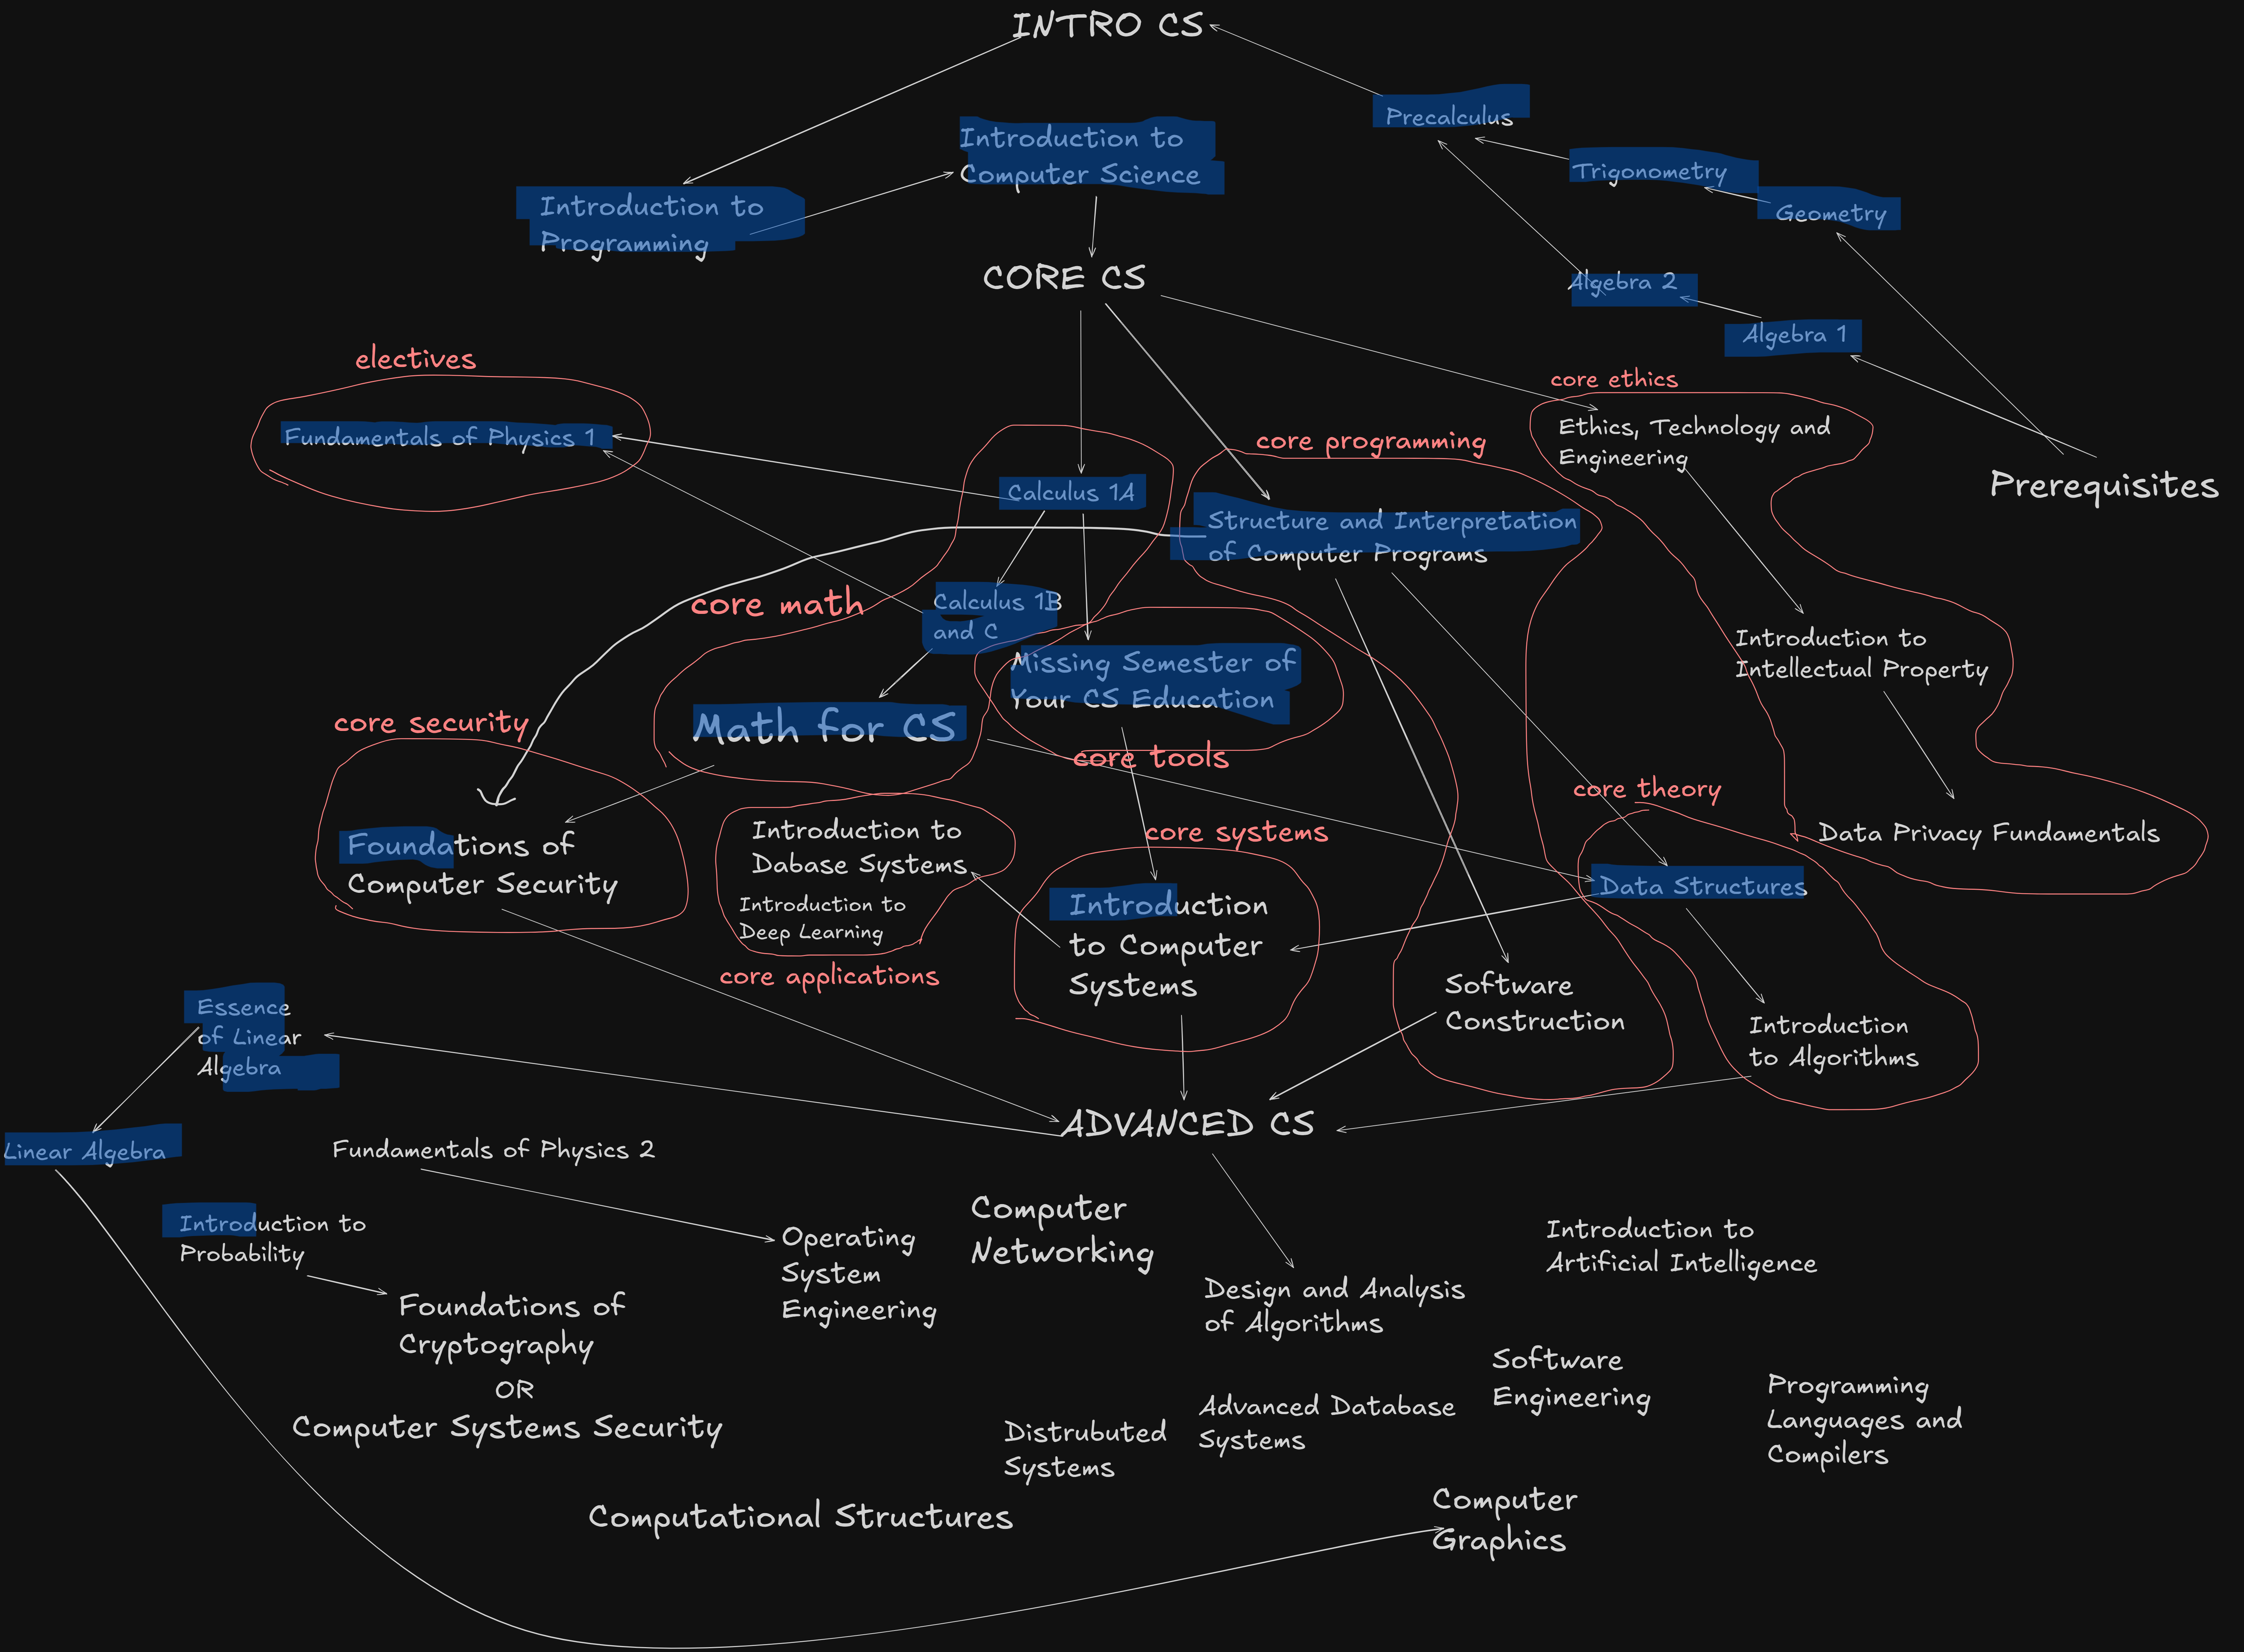 INTRO CS
Precalculus
Introduction to
Computer Science
Trigonometry
Introduction to
Programming
Geometry
CORE CS
Algebra 2
Algebra 1
electives
core ethics
Fundamentals of Physics 1
core programming
Ethics, Technology and
Engineering
Prerequisites
Calculus 1A
Structure and Interpretation
of Computer Programs
core math
Calculus 1B
and C
Introduction to
Intellectual Property
Missing Semester of
Your CS Education
core security
Math for CS
core tools
core theory
Foundations of
Computer Security
Introduction to
Dabase Systems
Introduction to
Deep Learning
core applications
core systems
Introduction
to Computer
Systems
Data Privacy Fundamentals
Data Structures
Software
Construction
Introduction
to Algorithms
Essence
of Linear
Algebra
ADVANCED CS
Linear Algebra
Fundamentals of Physics 2
Introduction to
Probability
Computer
Networking
Operating
System
Engineering
Introduction to
Artificial Intelligence
Design and Analysis
of Algorithms
Foundations of
Cryptography
OR
Computer Systems Security
Software
Engineering
Programming
Languages and
Compilers
Advanced Database
Systems
Distrubuted
Systems
Computational Structures
Computer
Graphics